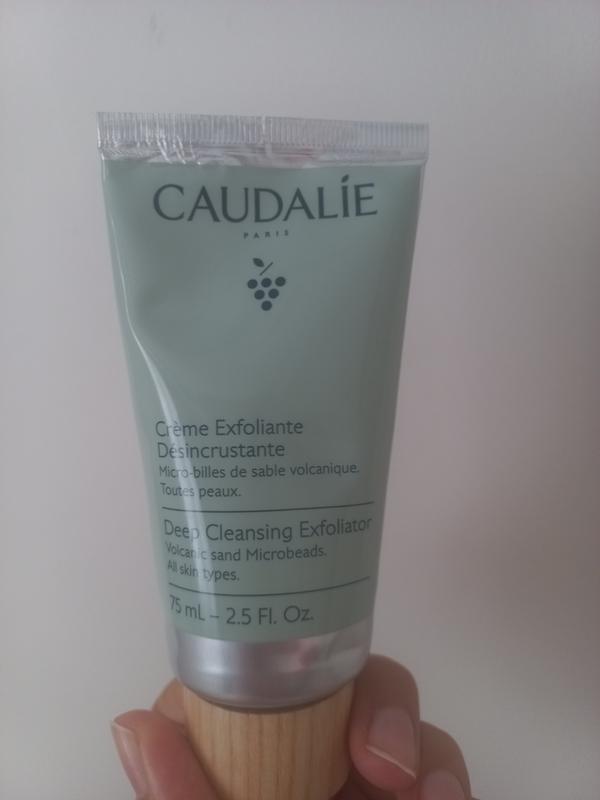 CAUDALÍE
PARIS
Crème Exfoliante
Désincrustante
Micro-billes de sable volcanique.
Toutes peaux.
Deep Cleansing Exfoliator
Volcanic sand Microbeads.
All skin types.
75 mL – 2.5 Fl. Oz.